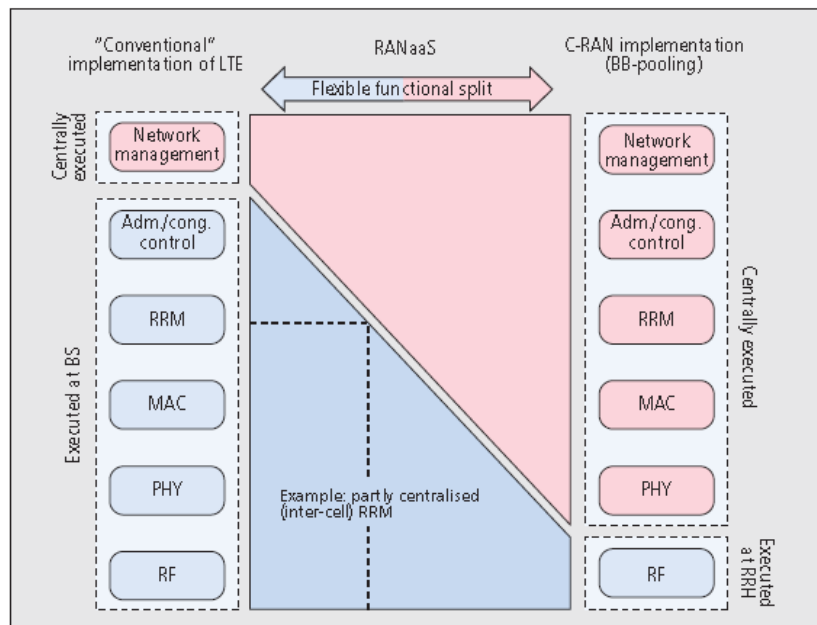 "Conventional"
implementation of LTE
RANaaS
C-RAN implementation
(BB-pooling)
Flexible functional split
Centrally
executed
Network
management
Adm./cong.
control
RRM
MAC
PHY
RF
Executed at BS
Example: partly centralised
(inter-cell) RRM
Network
management
Adm./cong.
control
RRM
MAC
PHY
RF
Centrally executed
Executed
at RRH